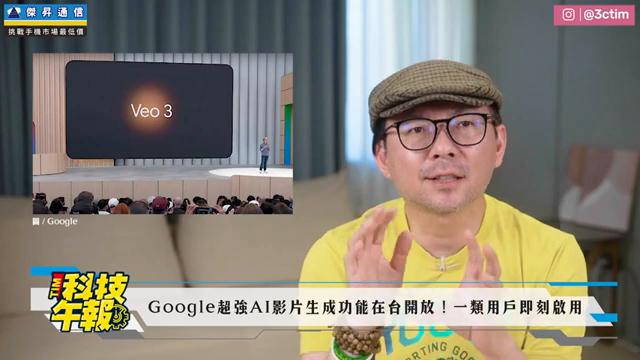 傑昇通信
挑戰手機市場最低價
@3ctim
Veo 3
圖 / Google
科技
午報
Google超強AI影片生成功能在台開放！一類用戶即刻啟用